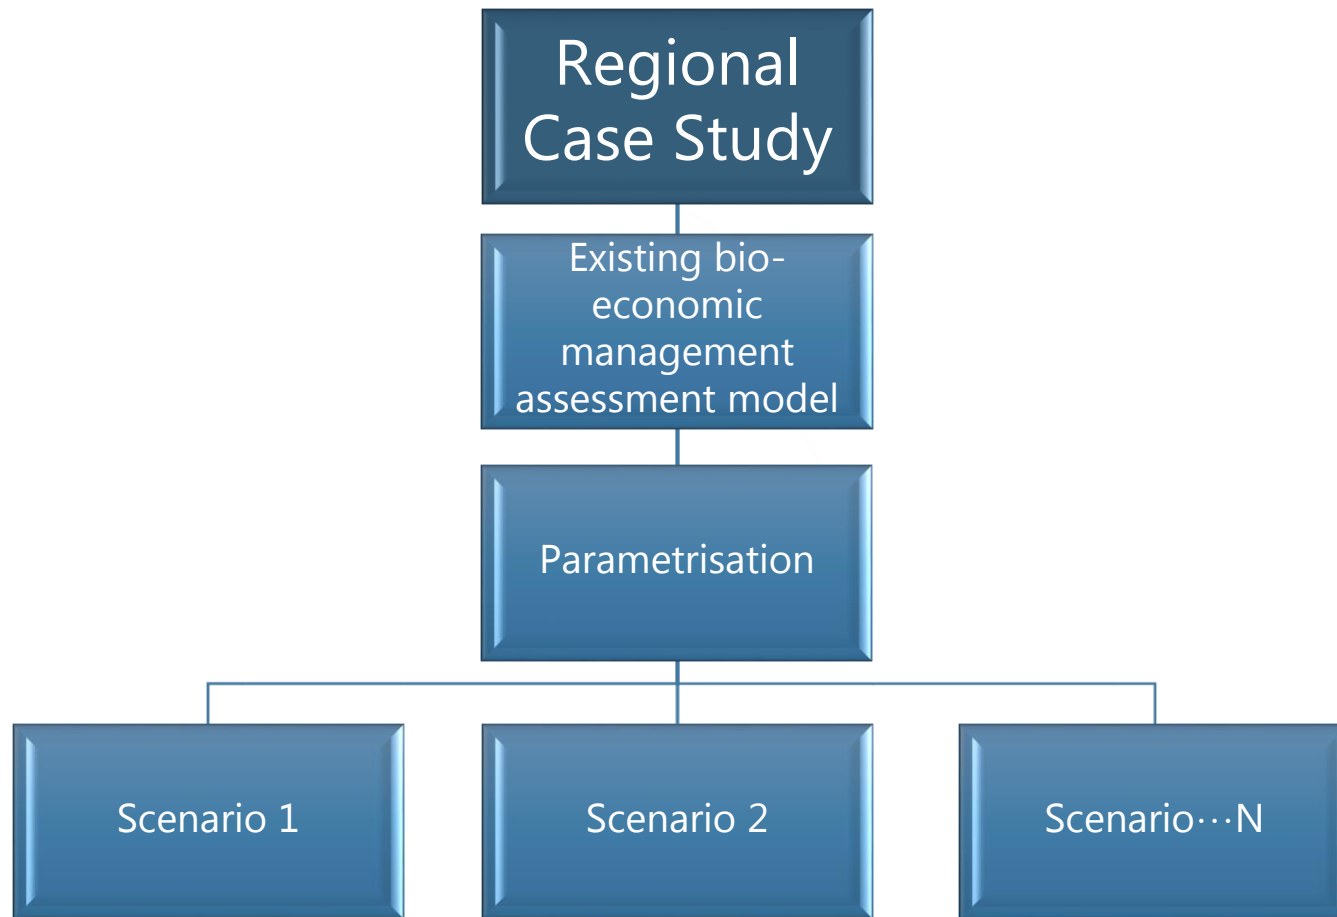 Regional
Case Study
Existing bio-
economic
management
assessment model
Parametrisation
Scenario 1
Scenario 2
Scenario⋯N